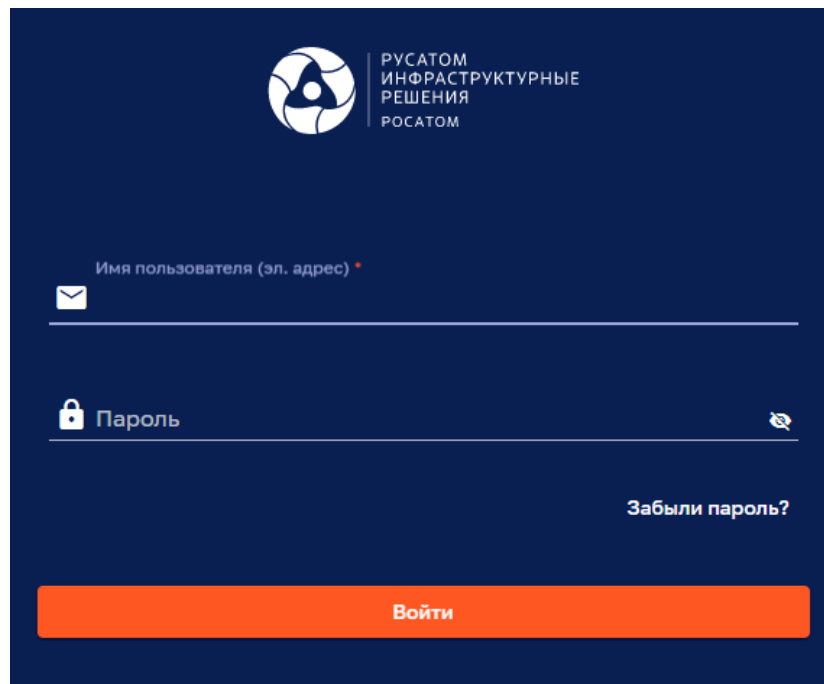 РУСАТОМ
ИНФРАСТРУКТУРНЫЕ
РЕШЕНИЯ
РОСАТОМ
Имя пользователя (эл. адрес) *
Пароль
Забыли пароль?
Войти